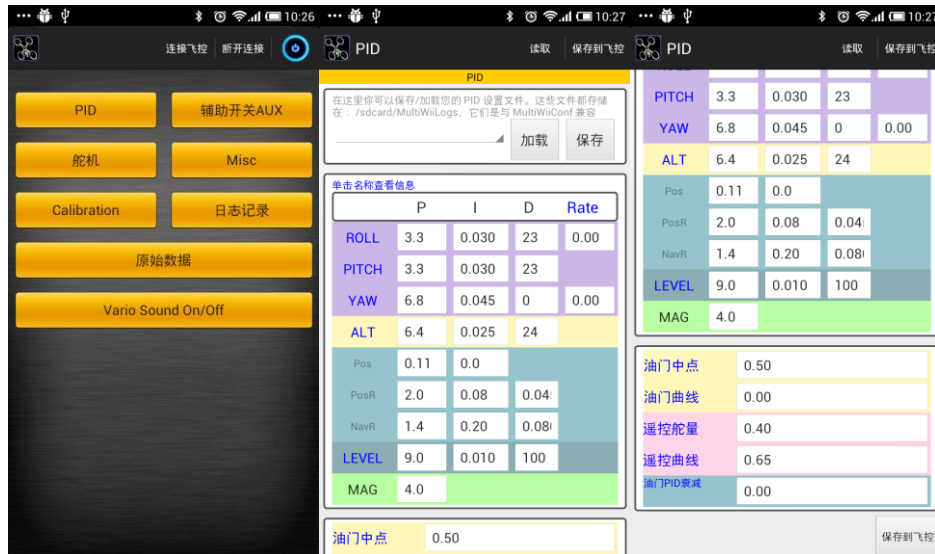 10:26
连接飞控 断开连接
PID 辅助开关AUX
舵机 Misc
Calibration 日志记录
原始数据
Vario Sound On/Off
10:27
PID 读取 保存到飞控
PID
在这里你可以保存/加载您的 PID 设置文件。这些文件都存储
在：/sdcard/MultiWiiLogs，它们是与 MultiWiiConf 兼容
加载 保存
单击名称查看信息
P I D Rate
ROLL 3.3 0.030 23 0.00
PITCH 3.3 0.030 23
YAW 6.8 0.045 0 0.00
ALT 6.4 0.025 24
Pos 0.11 0.0
PosR 2.0 0.08 0.04
NavR 1.4 0.20 0.08
LEVEL 9.0 0.010 100
MAG 4.0
油门中点 0.50
10:27
PID 读取 保存到飞控
PITCH 3.3 0.030 23
YAW 6.8 0.045 0 0.00
ALT 6.4 0.025 24
Pos 0.11 0.0
PosR 2.0 0.08 0.04
NavR 1.4 0.20 0.08
LEVEL 9.0 0.010 100
MAG 4.0
油门中点 0.50
油门曲线 0.00
遥控舵量 0.40
遥控曲线 0.65
油门PID衰减 0.00
保存到飞控